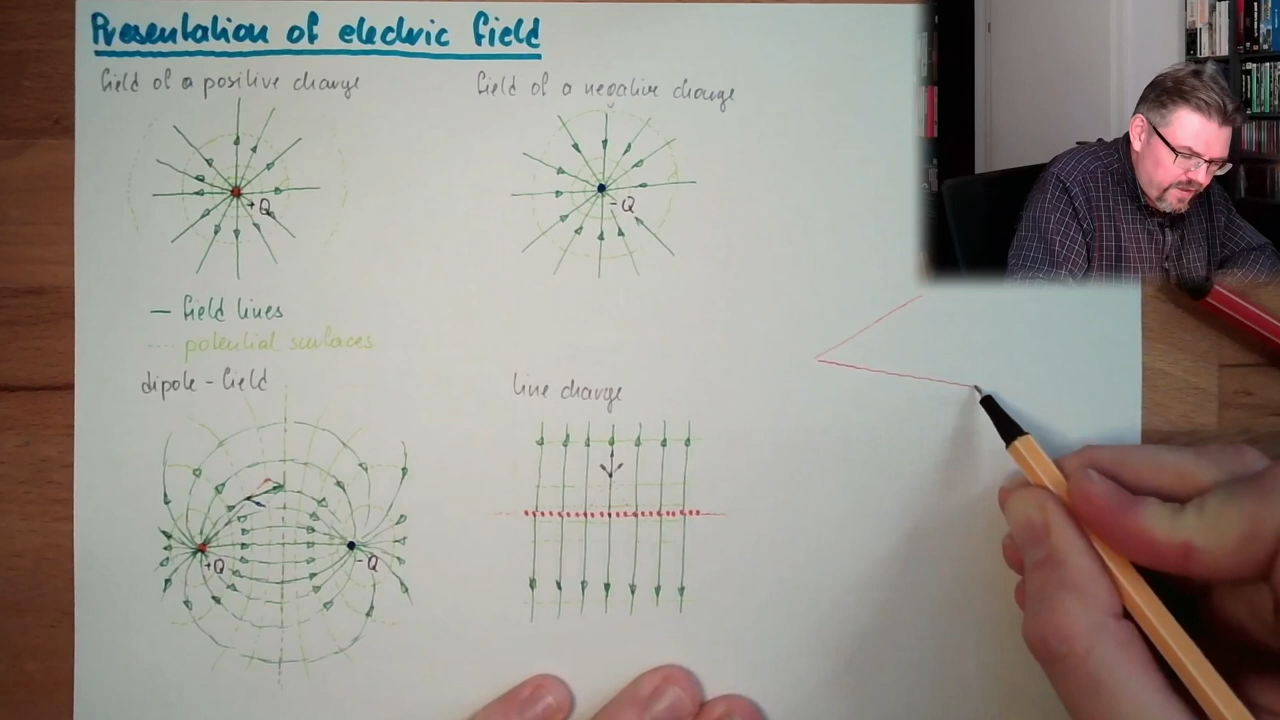 Presentation of electric field
field of a positive charge
field of a negative charge
+Q
-Q
field lines
potential surfaces
dipole-field
line charge
+Q
-Q